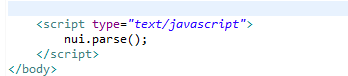 <script type="text/javascript">
nui.parse();
</script>
</body>